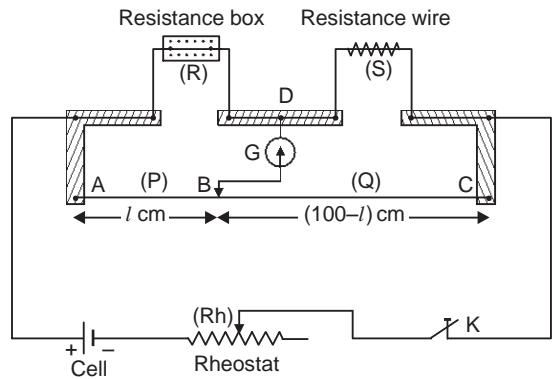 Resistance box Resistance wire
(R) (S)
D
G
(P) (Q)
A B C
l cm (100–l) cm
(Rh) K
+ –
Rheostat
Cell